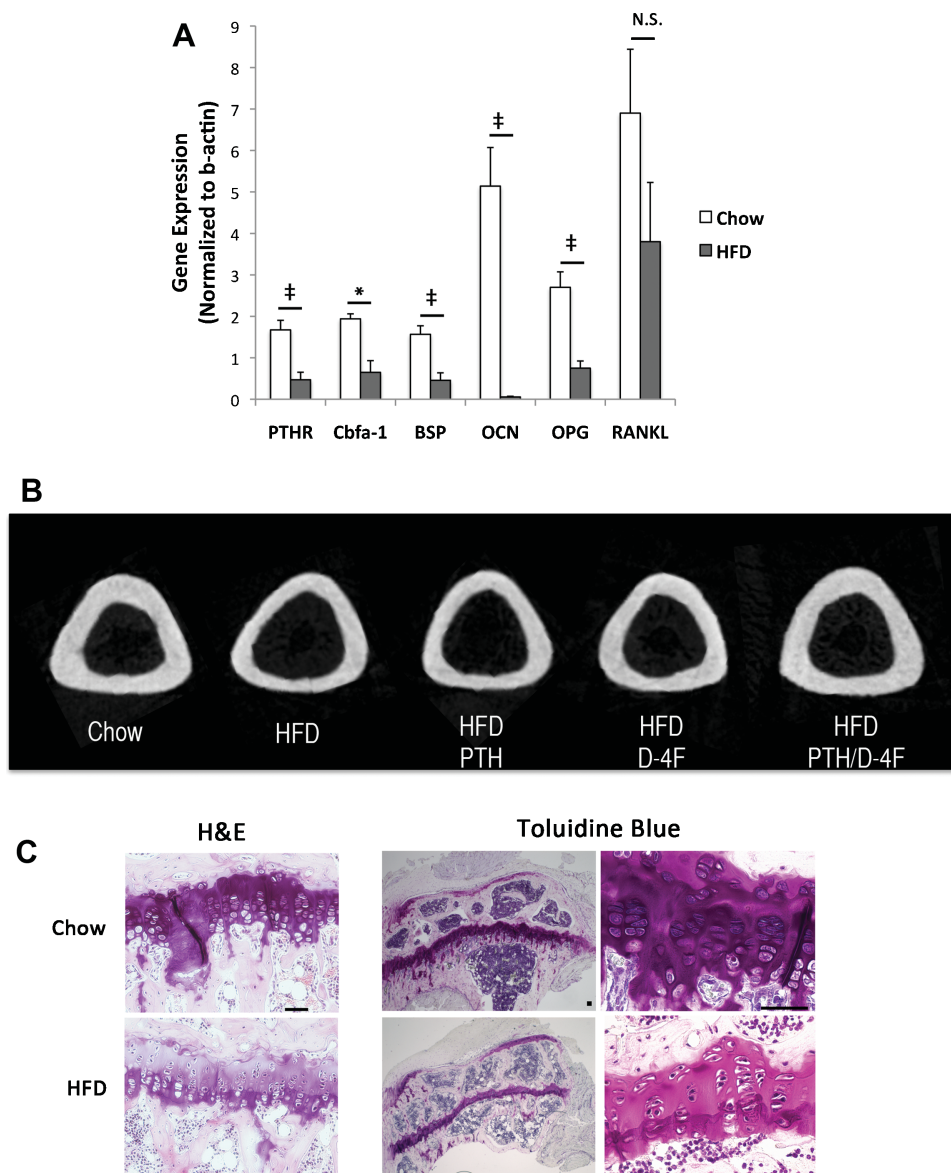 A
9
8
7
6
5
4
3
2
1
0
Gene Expression
(Normalized to b-actin)
‡
*
‡
‡
‡
N.S.
PTHR Cbfa-1 BSP OCN OPG RANKL
Chow
HFD
B
Chow
HFD
HFD
PTH
HFD
D-4F
HFD
PTH/D-4F
C
H&E
Toluidine Blue
Chow
HFD